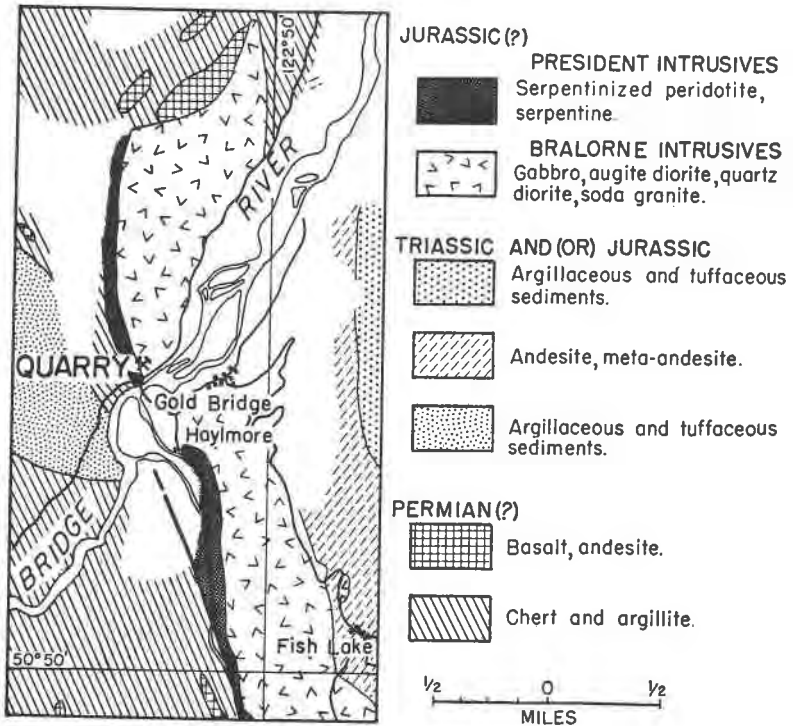 122°50'
RIVER
QUARRY
Gold Bridge
Haylmore
BRIDGE
Fish Lake
50°50'
JURASSIC(?)
PRESIDENT INTRUSIVES
Serpentinized peridotite,
serpentine.
BRALORNE INTRUSIVES
Gabbro, augite diorite, quartz
diorite, soda granite.
TRIASSIC AND(OR) JURASSIC
Argillaceous and tuffaceous
sediments.
Andesite, meta-andesite.
Argillaceous and tuffaceous
sediments.
PERMIAN(?)
Basalt, andesite.
Chert and argillite.
1/2 0 1/2
MILES